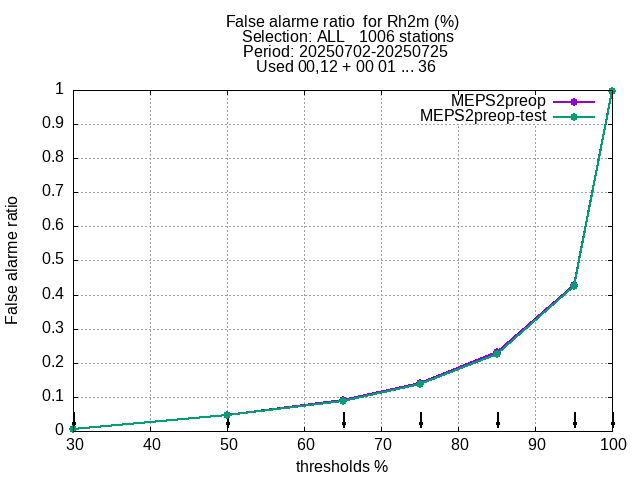 False alarme ratio  for Rh2m (%)
Selection: ALL   1006 stations
Period: 20250702-20250725
Used 00,12 + 00 01 ... 36
MEPS2preop
MEPS2preop-test
1
0.9
0.8
0.7
0.6
0.5
0.4
0.3
0.2
0.1
0
False alarme ratio
30 40 50 60 70 80 90 100
thresholds %